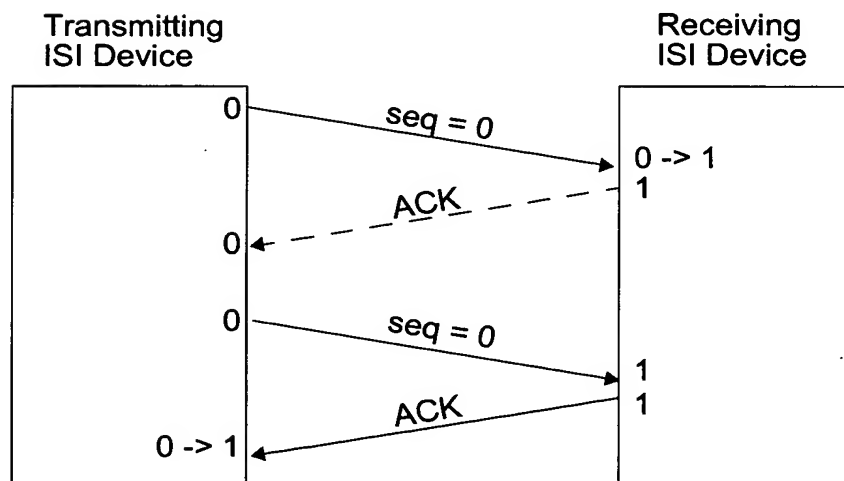 Transmitting
ISI Device
Receiving
ISI Device
0
seq = 0
0 -> 1
1
ACK
0
0
seq = 0
1
1
ACK
0 -> 1